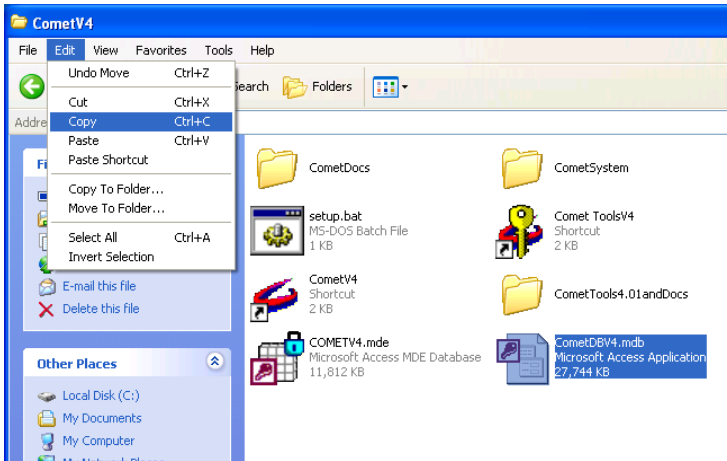 CometV4
File Edit View Favorites Tools Help
Undo Move Ctrl+Z
Cut Ctrl+X
Copy Ctrl+C
Paste Ctrl+V
Paste Shortcut
Copy To Folder...
Move To Folder...
Select All Ctrl+A
Invert Selection
Folders
E-mail this file
Delete this file
Other Places
Local Disk (C:)
My Documents
My Computer
CometDocs
CometSystem
setup.bat
MS-DOS Batch File
1 KB
Comet ToolsV4
Shortcut
2 KB
CometV4
Shortcut
2 KB
CometTools4.01andDocs
COMETV4.mde
Microsoft Access MDE Database
11,812 KB
CometDBV4.mdb
Microsoft Access Application
27,744 KB